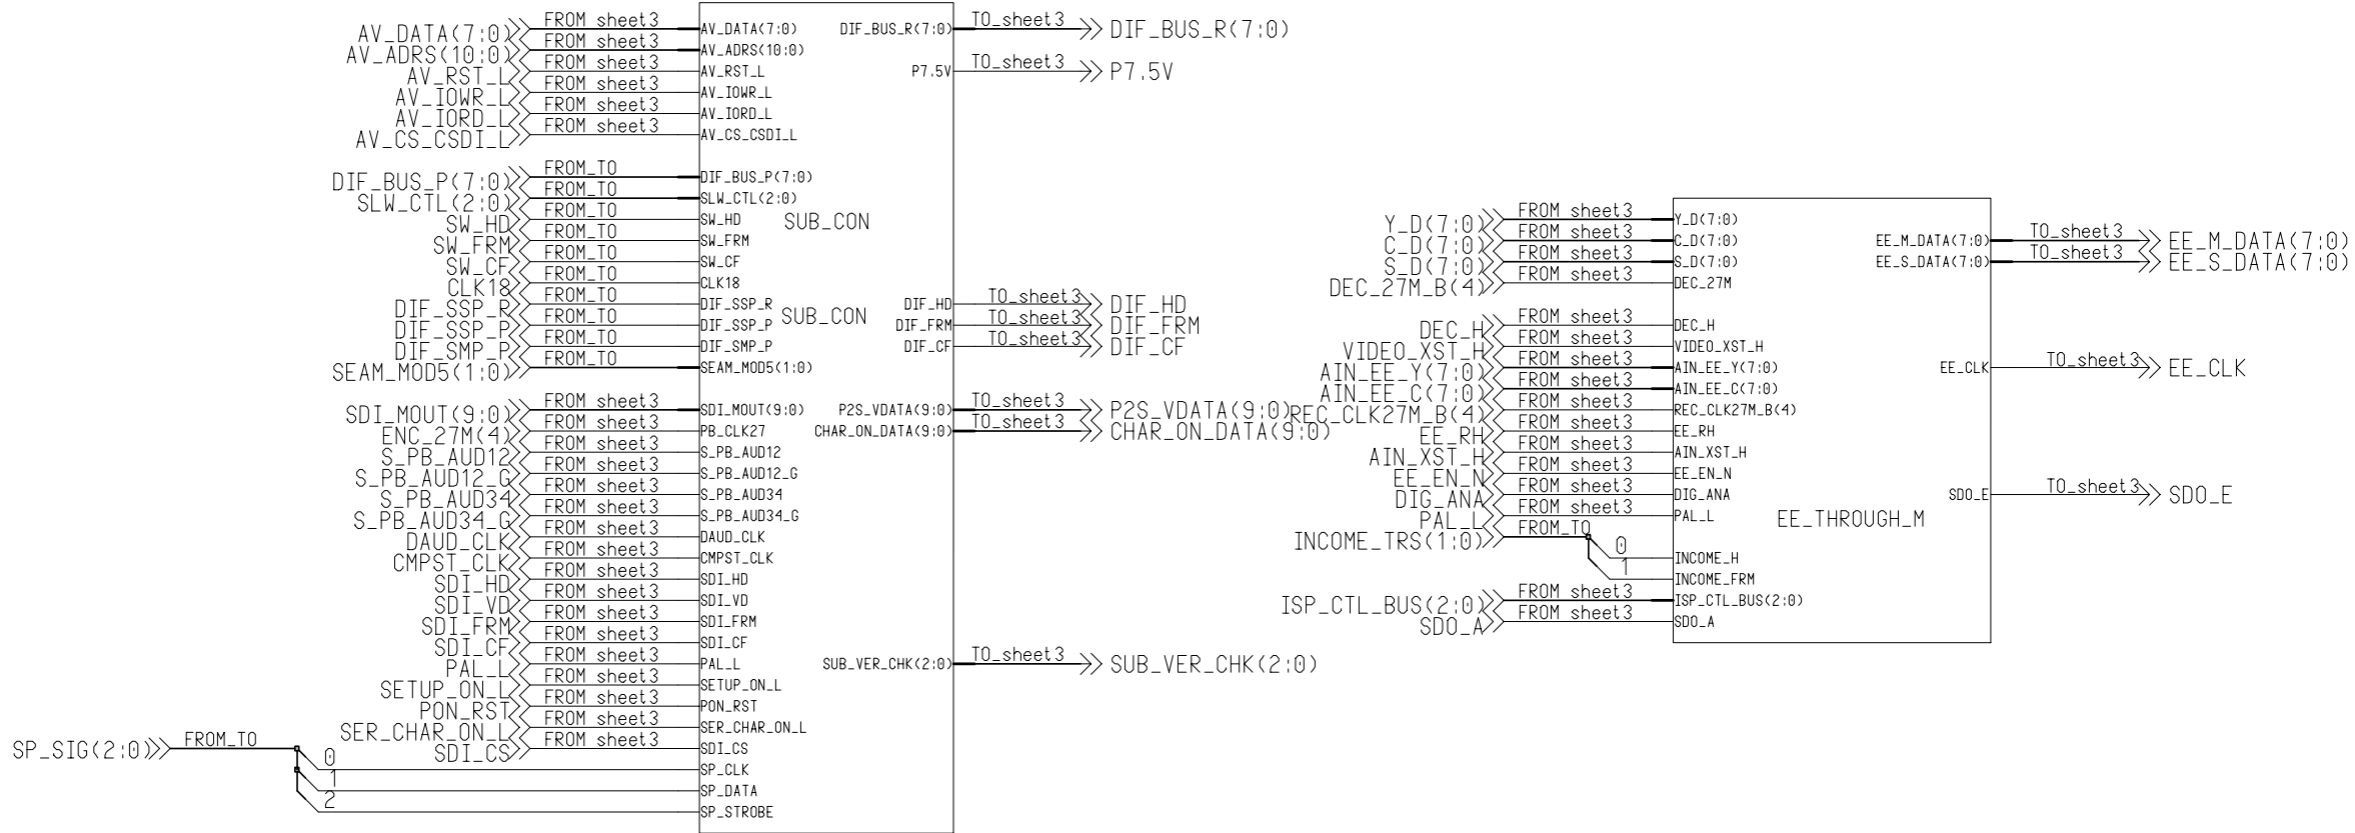 AV_DATA(7:0) FROM sheet3 AV_DATA(7:0) DIF_BUS_R(7:0) TO_sheet3 DIF_BUS_R(7:0)
AV_ADRS(10:0) FROM sheet3 AV_ADRS(10:0)
AV_RST_L FROM sheet3 AV_RST_L P7.5V TO_sheet3 P7.5V
AV_IOWR_L FROM sheet3 AV_IOWR_L
AV_IORD_L FROM sheet3 AV_IORD_L
AV_CS_CSDI_L FROM sheet3 AV_CS_CSDI_L
DIF_BUS_P(7:0) FROM_TO DIF_BUS_P(7:0)
SLW_CTL(2:0) FROM_TO SLW_CTL(2:0)
SW_HD FROM_TO SW_HD SUB_CON
SW_FRM FROM_TO SW_FRM
SW_CF FROM_TO SW_CF
CLK18 FROM_TO CLK18
DIF_SSP_R FROM_TO DIF_SSP_R SUB_CON DIF_HD TO_sheet3 DIF_HD
DIF_SSP_P FROM_TO DIF_SSP_P DIF_FRM TO_sheet3 DIF_FRM
DIF_SMP_P FROM_TO DIF_SMP_P DIF_CF TO_sheet3 DIF_CF
SEAM_MOD5(1:0) FROM_TO SEAM_MOD5(1:0)
SDI_MOUT(9:0) FROM sheet3 SDI_MOUT(9:0) P2S_VDATA(9:0) TO_sheet3 P2S_VDATA(9:0)
ENC_27M(4) FROM sheet3 PB_CLK27 CHAR_ON_DATA(9:0) TO_sheet3 CHAR_ON_DATA(9:0)
S_PB_AUD12 FROM sheet3 S_PB_AUD12
S_PB_AUD12_G FROM sheet3 S_PB_AUD12_G
S_PB_AUD34 FROM sheet3 S_PB_AUD34
S_PB_AUD34_G FROM sheet3 S_PB_AUD34_G
DAUD_CLK FROM sheet3 DAUD_CLK
CMPST_CLK FROM sheet3 CMPST_CLK
SDI_HD FROM sheet3 SDI_HD
SDI_VD FROM sheet3 SDI_VD
SDI_FRM FROM sheet3 SDI_FRM
SDI_CF FROM sheet3 SDI_CF
PAL_L FROM sheet3 PAL_L SUB_VER_CHK(2:0) TO_sheet3 SUB_VER_CHK(2:0)
SETUP_ON_L FROM sheet3 SETUP_ON_L
PON_RST FROM sheet3 PON_RST
SER_CHAR_ON_L FROM sheet3 SER_CHAR_ON_L
SDI_CS FROM sheet3 SDI_CS
SP_SIG(2:0) FROM_TO
0 SP_CLK
1 SP_DATA
2 SP_STROBE
Y_D(7:0) FROM sheet3 Y_D(7:0)
C_D(7:0) FROM sheet3 C_D(7:0) EE_M_DATA(7:0) TO_sheet3 EE_M_DATA(7:0)
S_D(7:0) FROM sheet3 S_D(7:0) EE_S_DATA(7:0) TO_sheet3 EE_S_DATA(7:0)
DEC_27M_B(4) FROM sheet3 DEC_27M
DEC_H FROM sheet3 DEC_H
VIDEO_XST_H FROM sheet3 VIDEO_XST_H
AIN_EE_Y(7:0) FROM sheet3 AIN_EE_Y(7:0) EE_CLK TO_sheet3 EE_CLK
AIN_EE_C(7:0) FROM sheet3 AIN_EE_C(7:0)
REC_CLK27M_B(4) FROM sheet3 REC_CLK27M_B(4)
EE_RH FROM sheet3 EE_RH
AIN_XST_H FROM sheet3 AIN_XST_H
EE_EN_N FROM sheet3 EE_EN_N
DIG_ANA FROM sheet3 DIG_ANA SDO_E TO_sheet3 SDO_E
PAL_L FROM sheet3 PAL_L EE_THROUGH_M
INCOME_TRS(1:0) FROM_TO
0 INCOME_H
1 INCOME_FRM
ISP_CTL_BUS(2:0) FROM sheet3 ISP_CTL_BUS(2:0)
SDO_A FROM sheet3 SDO_A